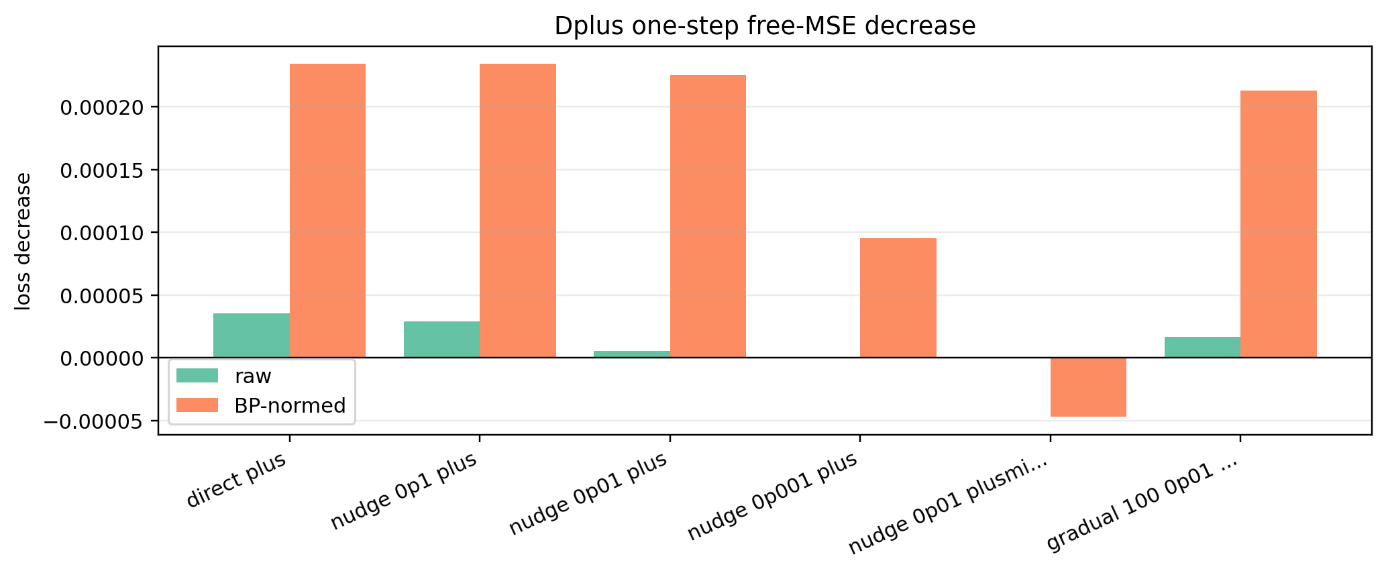 Dplus one-step free-MSE decrease
loss decrease
0.00020
0.00015
0.00010
0.00005
0.00000
−0.00005
raw
BP-normed
direct plus
nudge 0p1 plus
nudge 0p01 plus
nudge 0p001 plus
nudge 0p01 plusmi...
gradual 100 0p01 ...